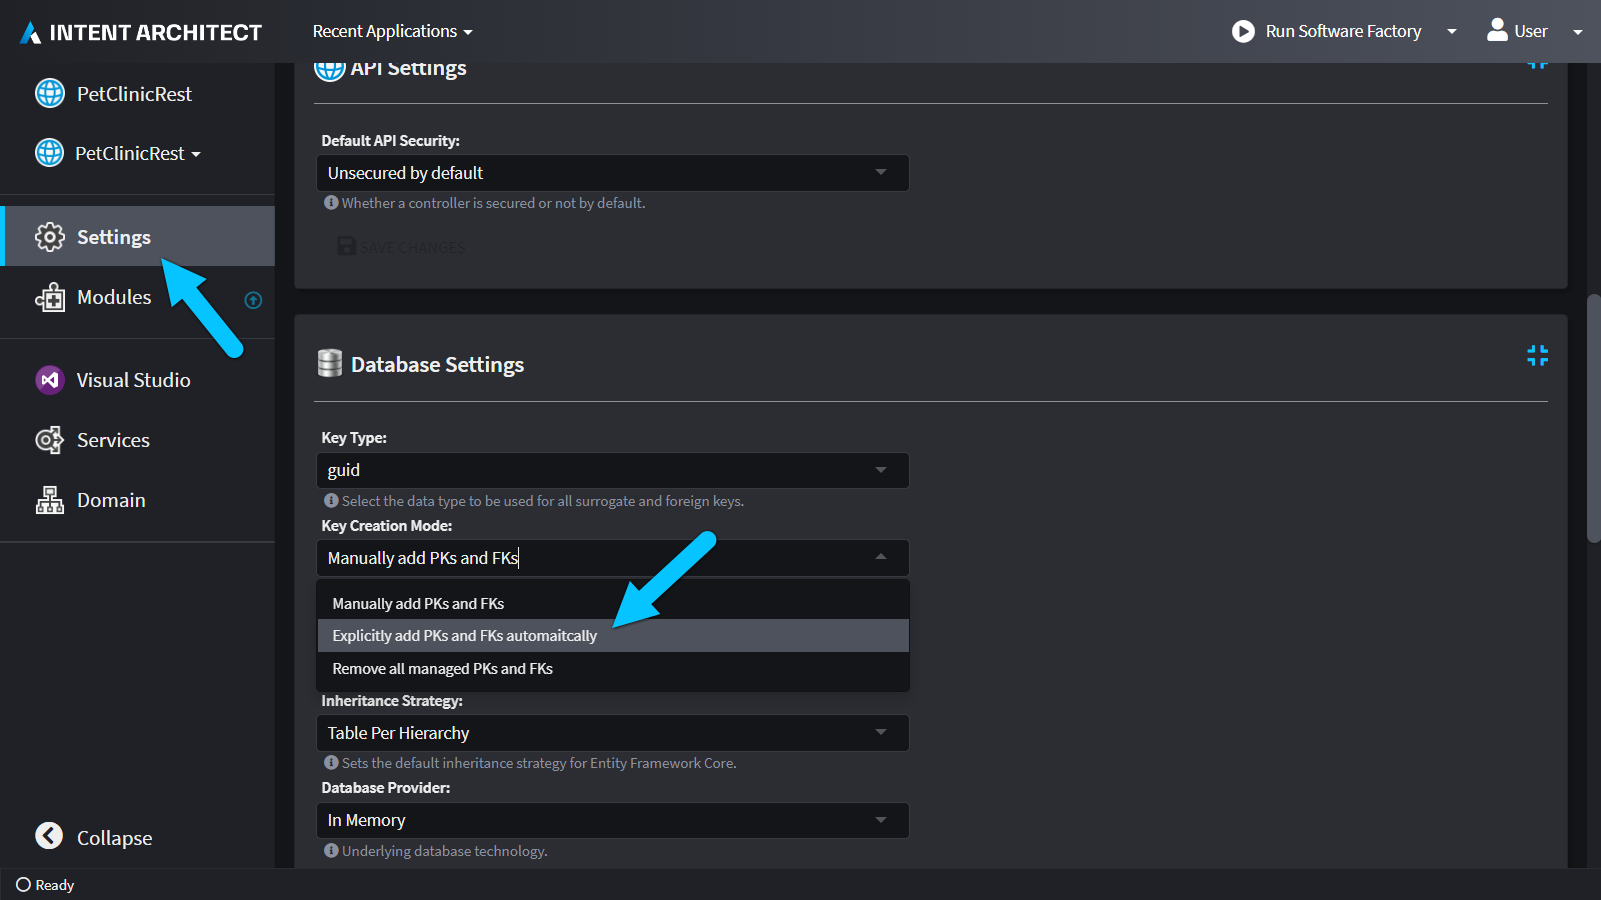 INTENT ARCHITECT
Recent Applications
Run Software Factory
User
PetClinicRest
PetClinicRest
Settings
Modules
Visual Studio
Services
Domain
Collapse
Ready
API Settings
Default API Security:
Unsecured by default
Whether a controller is secured or not by default.
SAVE CHANGES
Database Settings
Key Type:
guid
Select the data type to be used for all surrogate and foreign keys.
Key Creation Mode:
Manually add PKs and FKs
Manually add PKs and FKs
Explicitly add PKs and FKs automaitcally
Remove all managed PKs and FKs
Inheritance Strategy:
Table Per Hierarchy
Sets the default inheritance strategy for Entity Framework Core.
Database Provider:
In Memory
Underlying database technology.